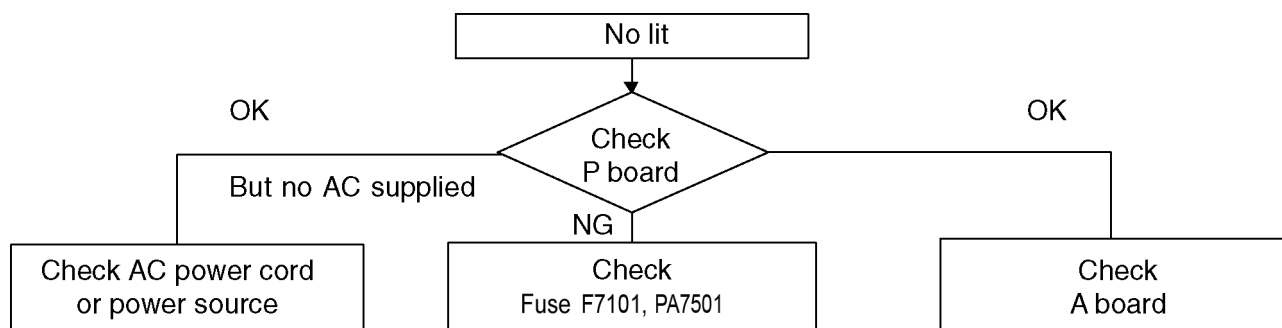 No lit
OK
OK
Check
P board
But no AC supplied
NG
Check AC power cord
or power source
Check
Fuse F7101, PA7501
Check
A board